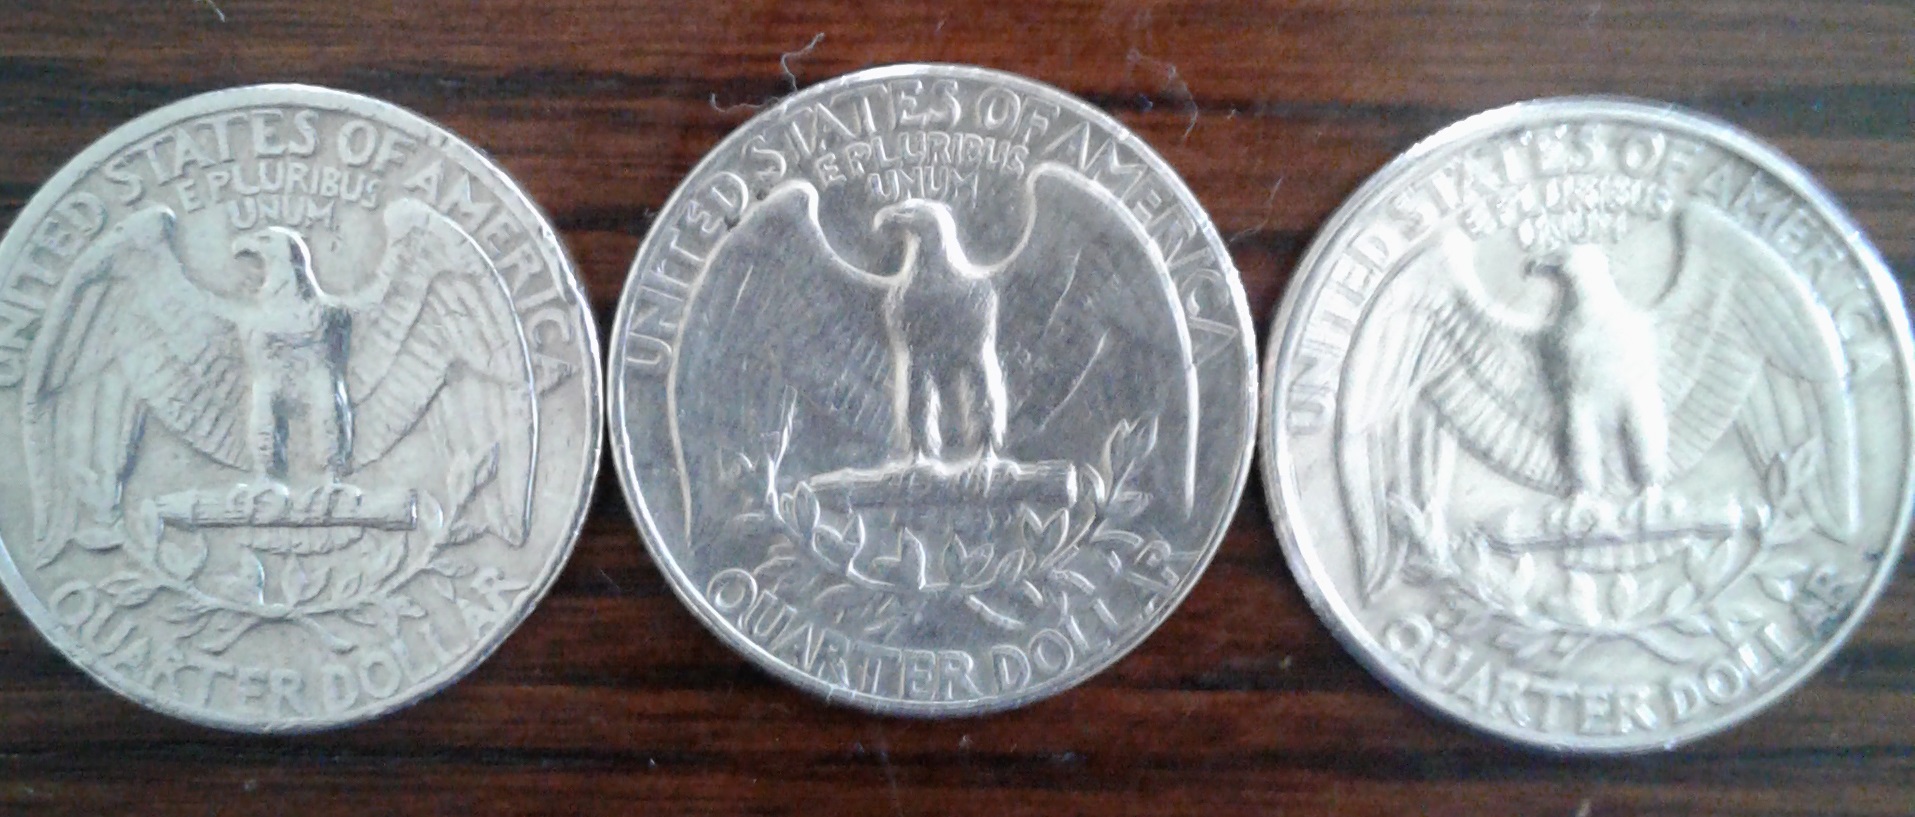 UNITED STATES OF AMERICA
E PLURIBUS
UNUM
QUARTER DOLLAR
UNITED STATES OF AMERICA
E PLURIBUS
UNUM
QUARTER DOLLAR
UNITED STATES OF AMERICA
E PLURIBUS
UNUM
QUARTER DOLLAR